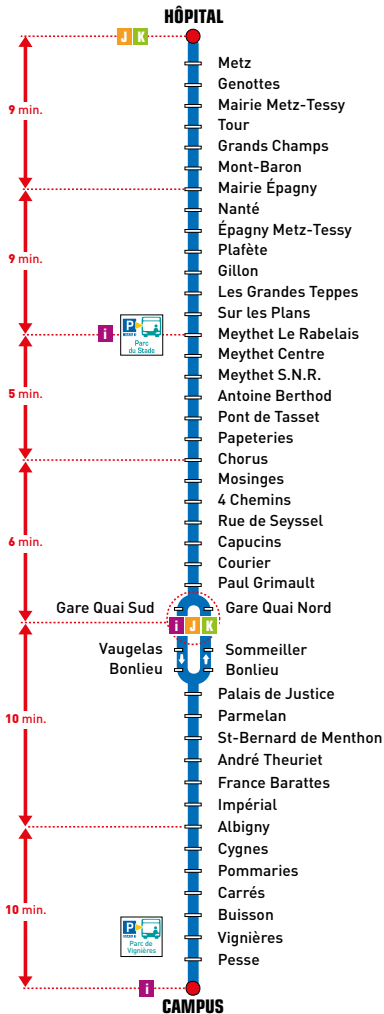 HÔPITAL
J K
Metz
Genottes
Mairie Metz-Tessy
9 min.
Tour
Grands Champs
Mont-Baron
Mairie Épagny
Nanté
Épagny Metz-Tessy
Plafète
9 min.
Gillon
Les Grandes Teppes
Sur les Plans
i
P
Parc
du Stade
Meythet Le Rabelais
Meythet Centre
Meythet S.N.R.
5 min.
Antoine Berthod
Pont de Tasset
Papeteries
Chorus
Mosinges
4 Chemins
Rue de Seyssel
6 min.
Capucins
Courier
Paul Grimault
Gare Quai Sud
Gare Quai Nord
i J K
Vaugelas
Sommeiller
Bonlieu
Bonlieu
Palais de Justice
10 min.
Parmelan
St-Bernard de Menthon
André Theuriet
France Barattes
Impérial
Albigny
Cygnes
Pommaries
Carrés
10 min.
Buisson
P
Parc de
Vignières
Vignières
Pesse
i
CAMPUS